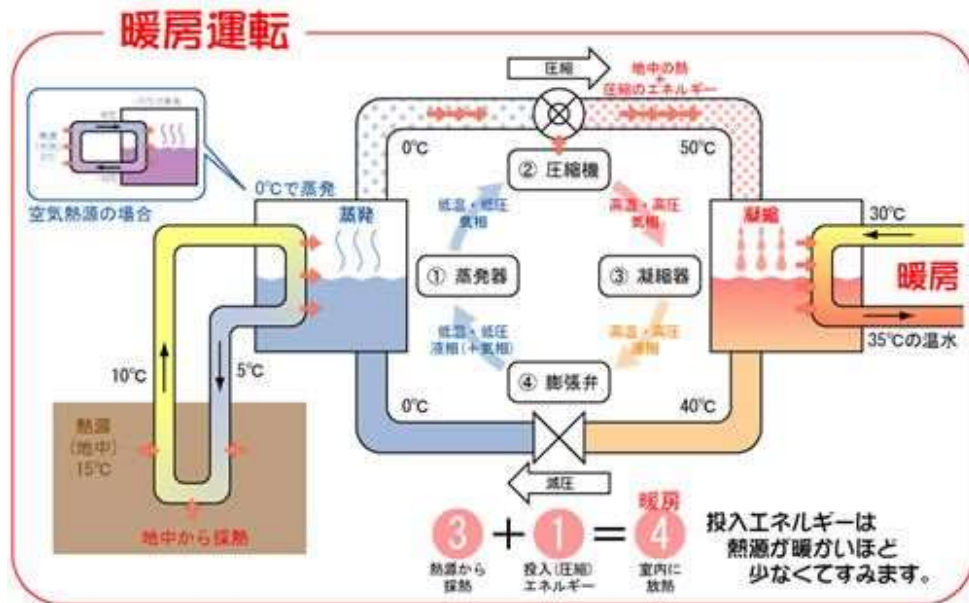 暖房運転
圧縮
地中の熱
+
圧縮のエネルギー
0℃
50℃
② 圧縮機
0℃で蒸発
空気熱源の場合
蒸発
低温・低圧
気相
高温・高圧
気相
凝縮
30℃
① 蒸発器
③ 凝縮器
暖房
低温・低圧
液相(+気相)
高温・高圧
液相
35℃の温水
10℃
5℃
④ 膨張弁
0℃
40℃
熱源
(地中)
15℃
減圧
地中から採熱
暖房
3+1=4
熱源から
採熱
投入(圧縮)
エネルギー
室内に
放熱
投入エネルギーは
熱源が暖かいほど
少なくてすみます。